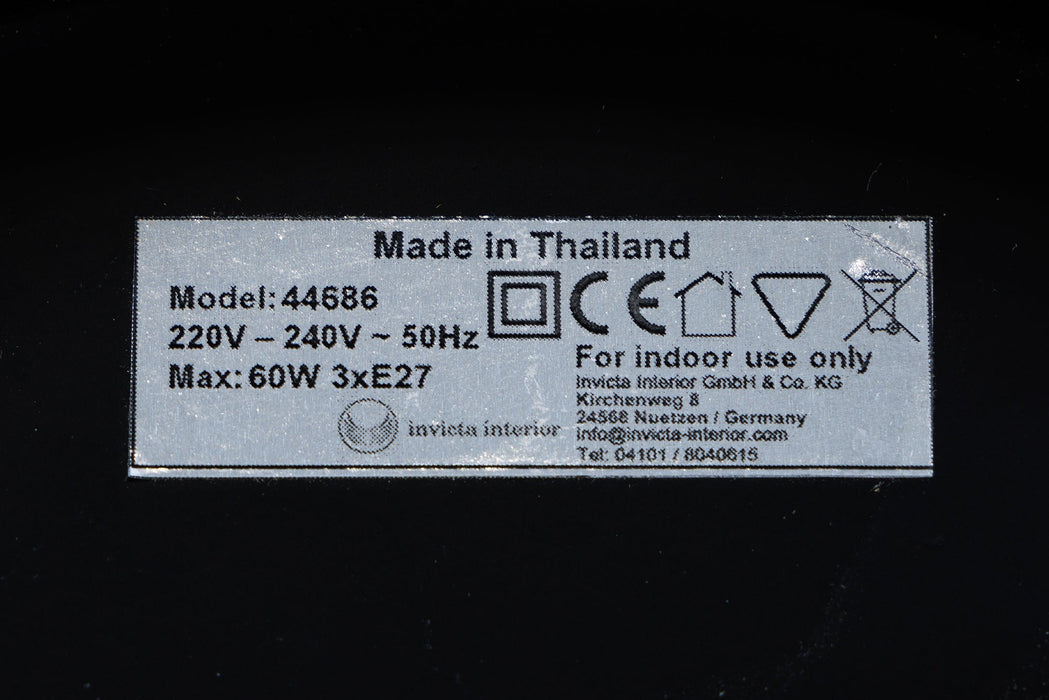 Made in Thailand
Model: 44686
220V – 240V ~ 50Hz
Max: 60W 3xE27
invicta interior
CE
For indoor use only
Invicta Interior GmbH & Co. KG
Kirchenweg 8
24568 Nuetzen / Germany
info@invicta-interior.com
Tel: 04101 / 8040615